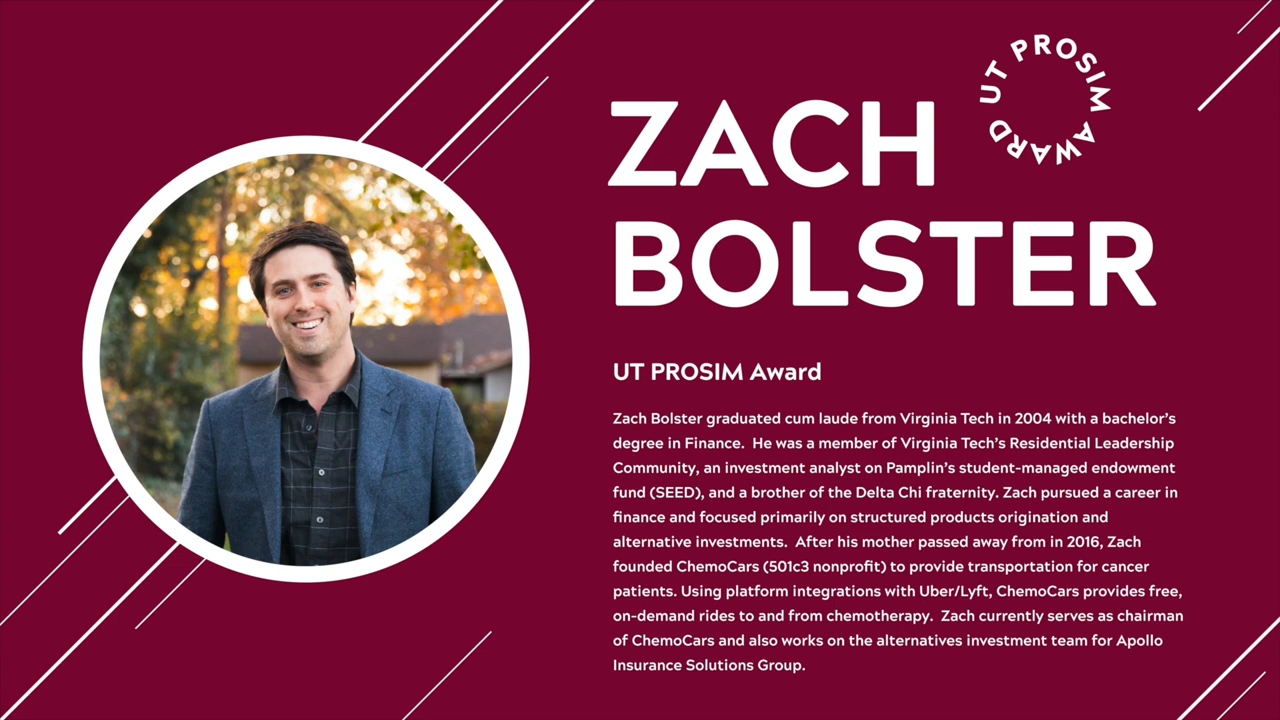 UT PROSIM AWARD
ZACH
BOLSTER
UT PROSIM Award
Zach Bolster graduated cum laude from Virginia Tech in 2004 with a bachelor's
degree in Finance.  He was a member of Virginia Tech's Residential Leadership
Community, an investment analyst on Pamplin's student-managed endowment
fund (SEED), and a brother of the Delta Chi fraternity. Zach pursued a career in
finance and focused primarily on structured products origination and
alternative investments.  After his mother passed away from in 2016, Zach
founded ChemoCars (501c3 nonprofit) to provide transportation for cancer
patients. Using platform integrations with Uber/Lyft, ChemoCars provides free,
on-demand rides to and from chemotherapy.  Zach currently serves as chairman
of ChemoCars and also works on the alternatives investment team for Apollo
Insurance Solutions Group.